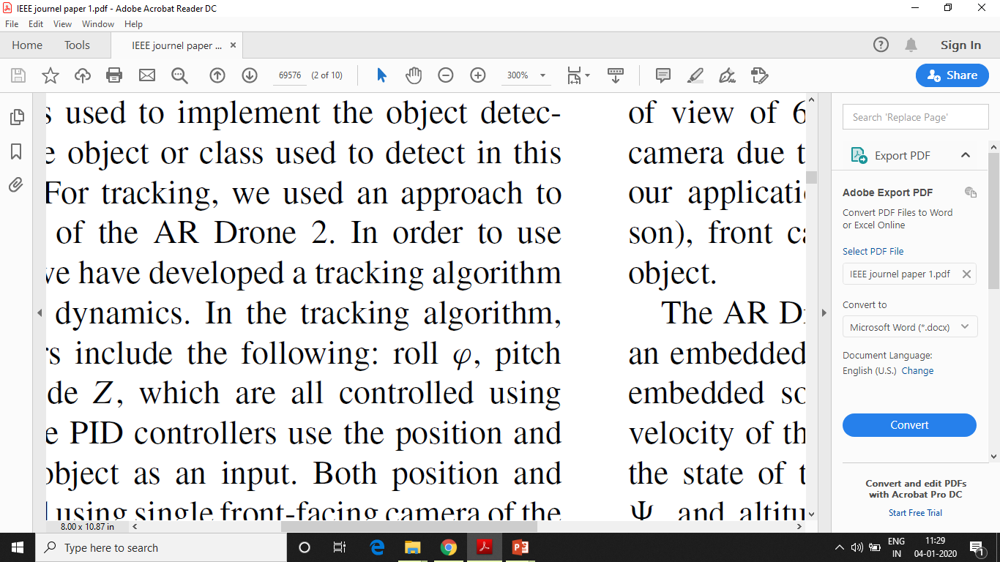 IEEE journel paper 1.pdf - Adobe Acrobat Reader DC
File Edit View Window Help
Home Tools IEEE journel paper ... × Sign In
69576 (2 of 10) 300% Share
s used to implement the object detec-
e object or class used to detect in this
For tracking, we used an approach to
of the AR Drone 2. In order to use
ve have developed a tracking algorithm
dynamics. In the tracking algorithm,
rs include the following: roll φ, pitch
de Z, which are all controlled using
e PID controllers use the position and
object as an input. Both position and
using single front-facing camera of the
of view of 6
camera due t
our applicati
son), front ca
object.
The AR Dr
an embedded
embedded so
velocity of th
the state of t
Ψ, and altitu
8.00 x 10.87 in
Search 'Replace Page'
Export PDF
Adobe Export PDF
Convert PDF Files to Word
or Excel Online
Select PDF File
IEEE journel paper 1.pdf
Convert to
Microsoft Word (*.docx)
Document Language:
English (U.S.) Change
Convert
Convert and edit PDFs
with Acrobat Pro DC
Start Free Trial
Type here to search
ENG
IN
11:29
04-01-2020
1